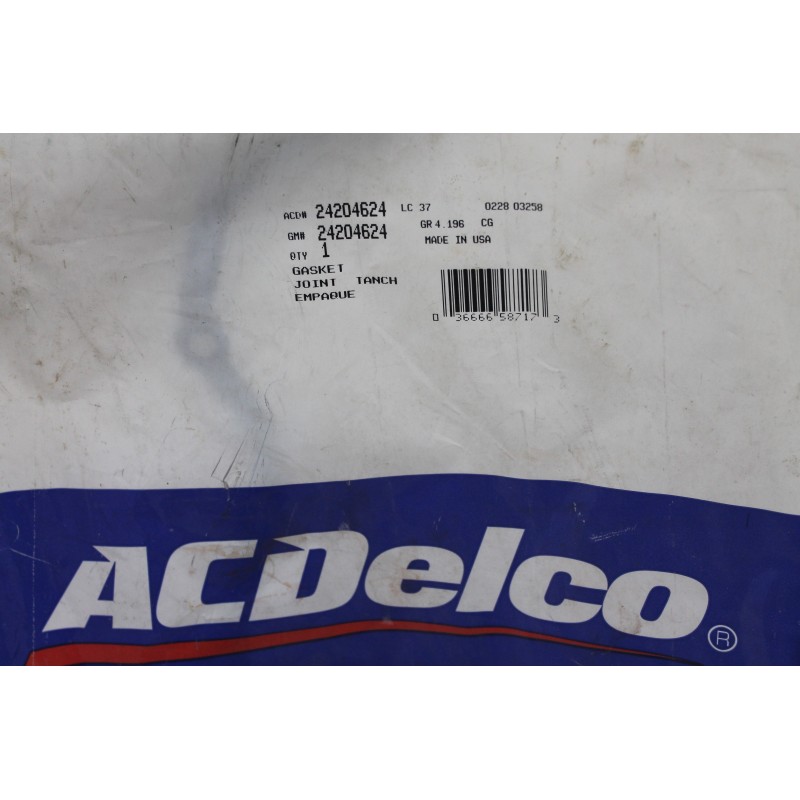 ACD# 24204624 LC 37 0228 03258
GM# 24204624 GR 4.196 CG
QTY 1 MADE IN USA
GASKET
JOINT TANCH
EMPAQUE
0 36666 58717 3
ACDelco ®